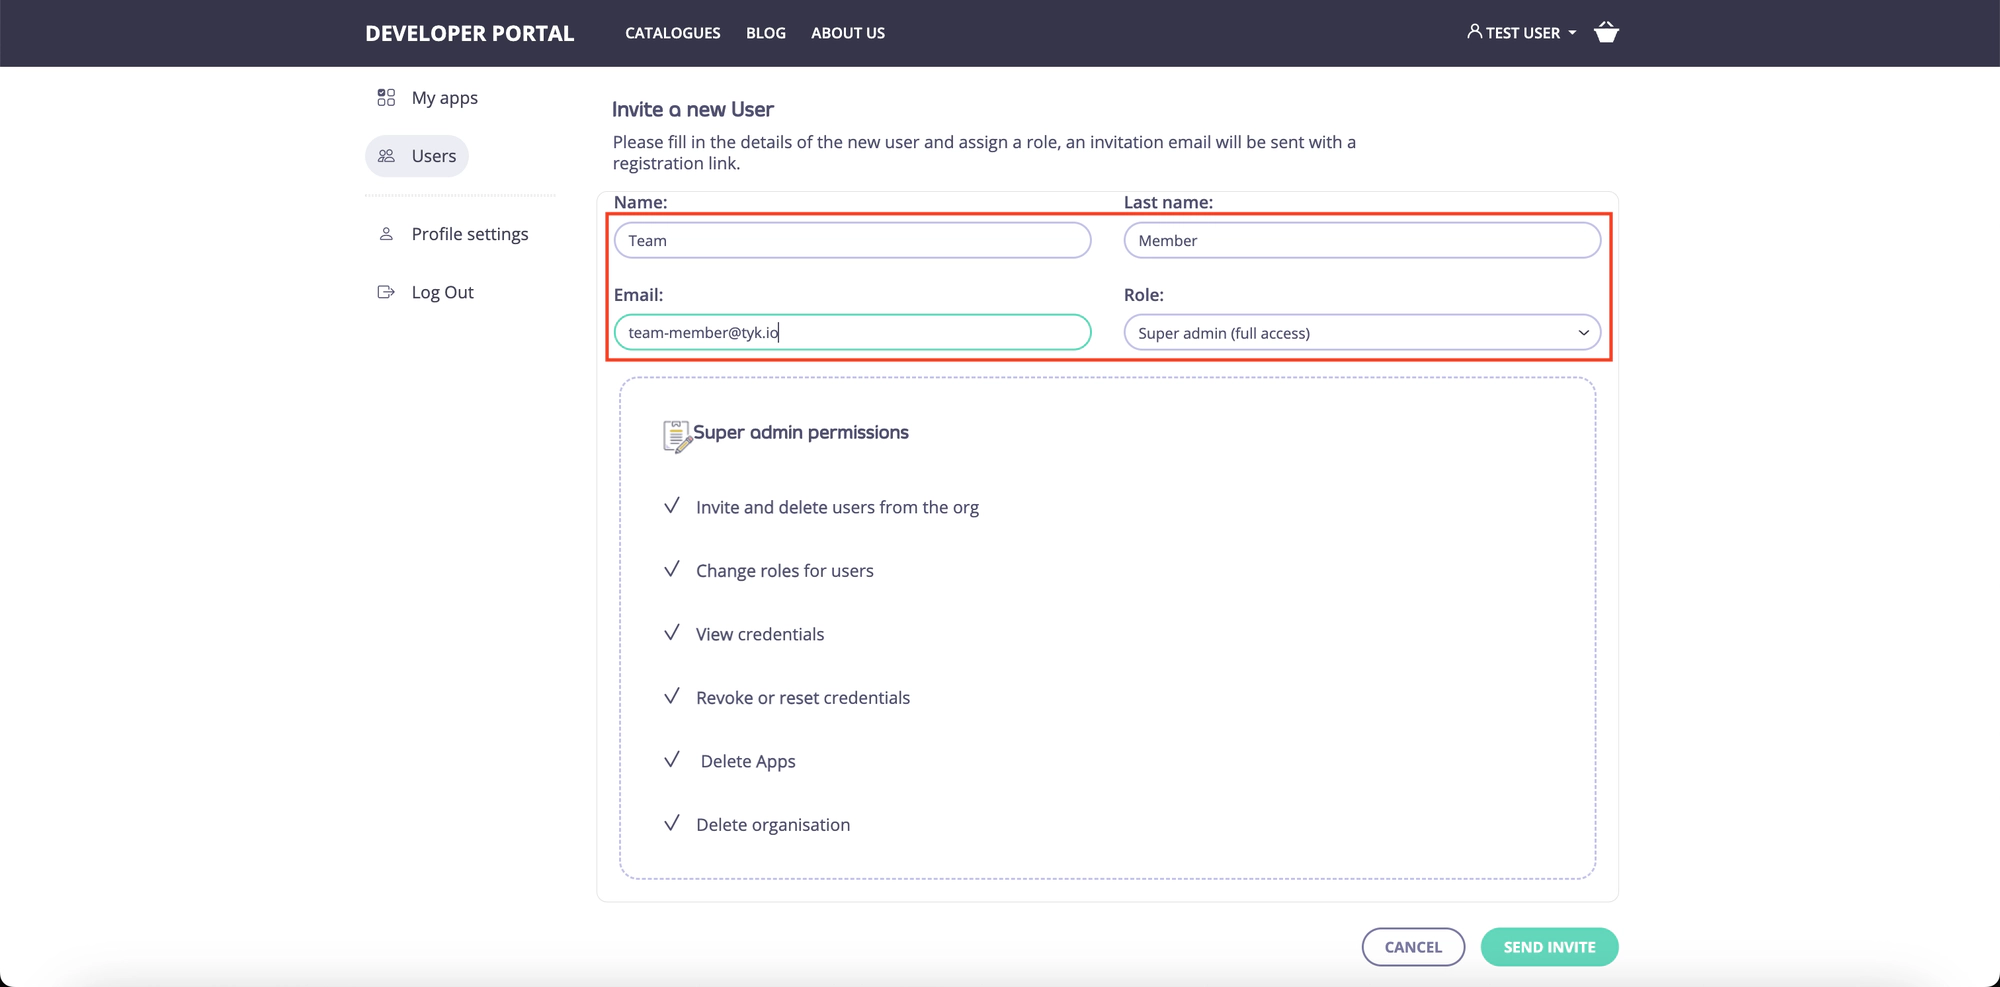 DEVELOPER PORTAL
CATALOGUES BLOG ABOUT US
TEST USER
My apps
Users
Profile settings
Log Out
Invite a new User
Please fill in the details of the new user and assign a role, an invitation email will be sent with a
registration link.
Name: Last name:
Team Member
Email: Role:
team-member@tyk.io Super admin (full access)
Super admin permissions
Invite and delete users from the org
Change roles for users
View credentials
Revoke or reset credentials
Delete Apps
Delete organisation
CANCEL SEND INVITE